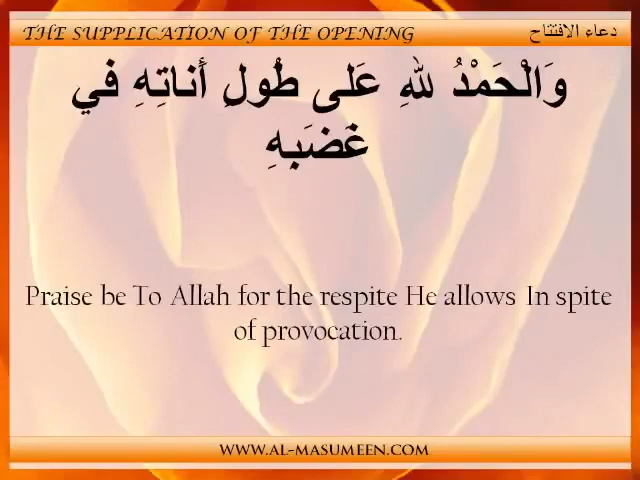 THE SUPPLICATION OF THE OPENING دعاء الافتتاح
وَالْحَمْدُ للهِ عَلى طُولِ أَناتِهِ في
غَضَبِهِ
Praise be To Allah for the respite He allows In spite
of provocation.
WWW.AL-MASUMEEN.COM